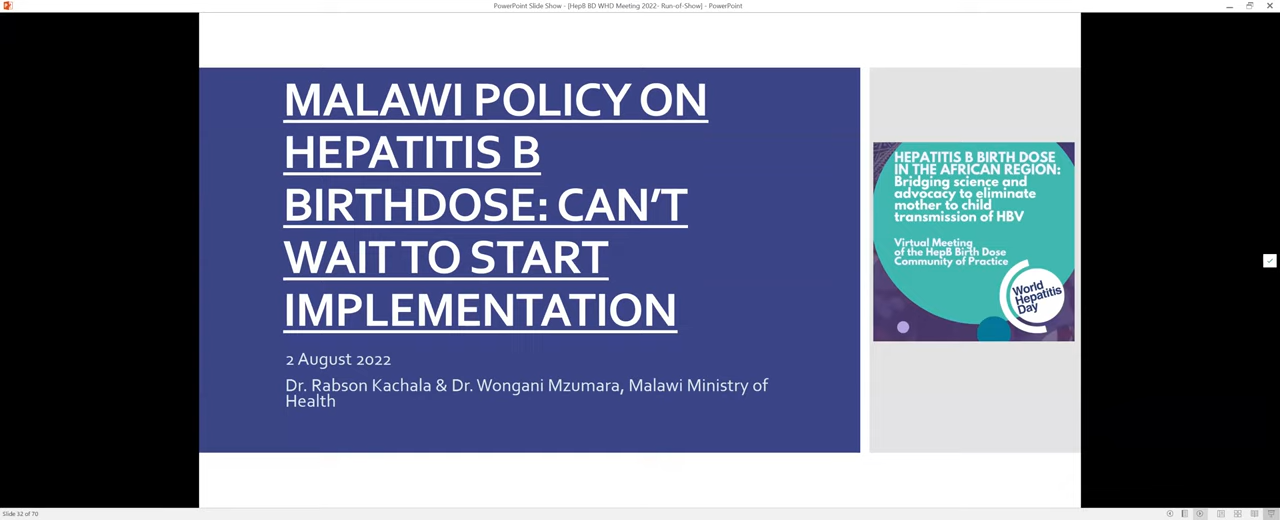 PowerPoint Slide Show - [HepB BD WHD Meeting 2022- Run-of-Show] - PowerPoint
MALAWI POLICY ON
HEPATITIS B
BIRTHDOSE: CAN'T
WAIT TO START
IMPLEMENTATION
2 August 2022
Dr. Rabson Kachala & Dr. Wongani Mzumara, Malawi Ministry of
Health
HEPATITIS B BIRTH DOSE
IN THE AFRICAN REGION:
Bridging science and
advocacy to eliminate
mother to child
transmission of HBV
Virtual Meeting
of the HepB Birth Dose
Community of Practice
World
Hepatitis
Day
Slide 32 of 70